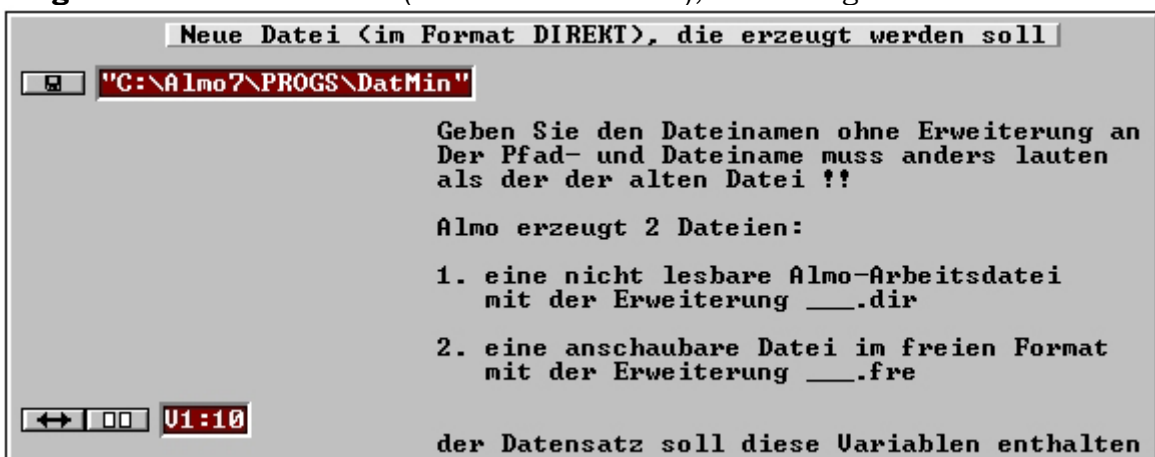 Neue Datei (im Format DIREKT), die erzeugt werden soll
"C:\Almo7\PROGS\DatMin"
Geben Sie den Dateinamen ohne Erweiterung an
Der Pfad- und Dateiname muss anders lauten
als der der alten Datei !!
Almo erzeugt 2 Dateien:
1. eine nicht lesbare Almo-Arbeitsdatei
mit der Erweiterung ___.dir
2. eine anschaubare Datei im freien Format
mit der Erweiterung ___.fre
V1:10
der Datensatz soll diese Variablen enthalten